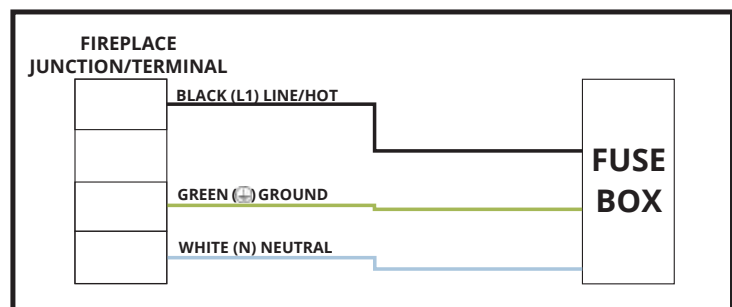 FIREPLACE
JUNCTION/TERMINAL
BLACK (L1) LINE/HOT
GREEN (⏚) GROUND
WHITE (N) NEUTRAL
FUSE
BOX